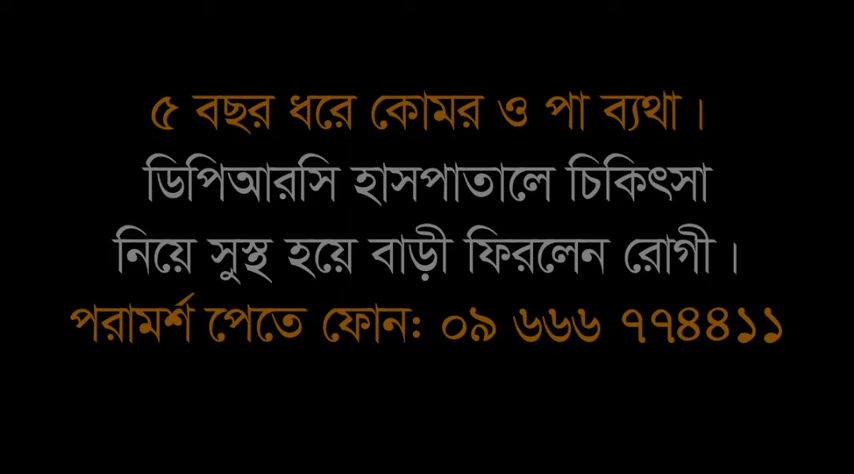 ৫ বছর ধরে কোমর ও পা ব্যথা।
ডিপিআরসি হাসপাতালে চিকিৎসা
নিয়ে সুস্থ হয়ে বাড়ী ফিরলেন রোগী।
পরামর্শ পেতে ফোন: ০৯ ৬৬৬ ৭৭৪৪১১